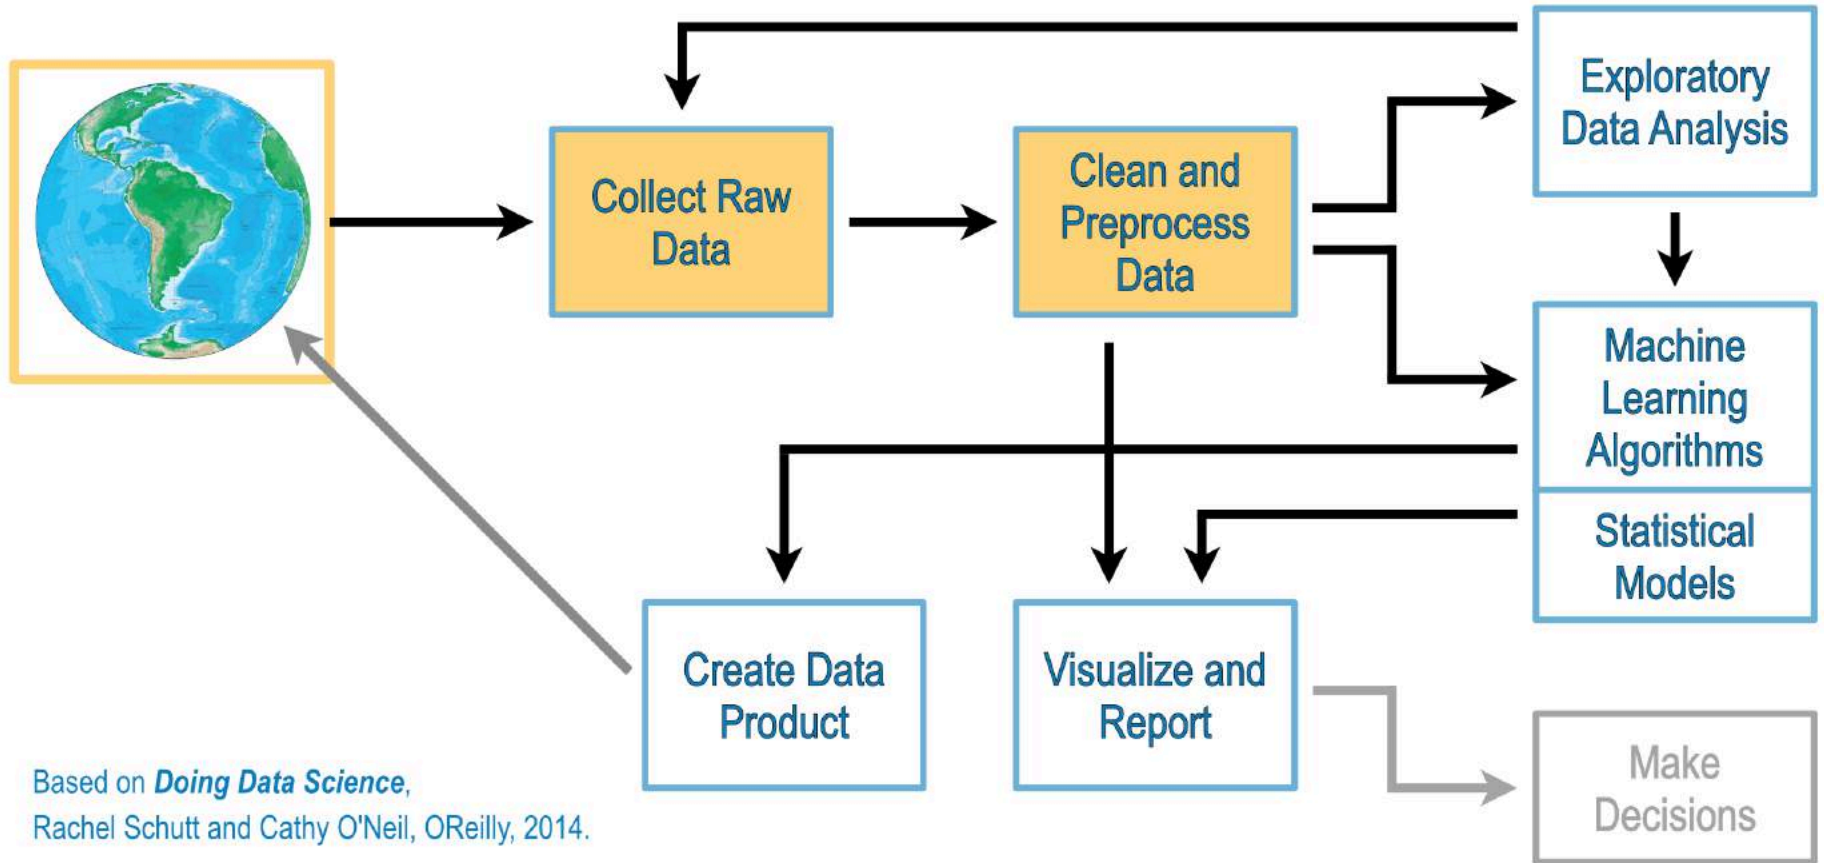 Exploratory
Data Analysis
Collect Raw
Data
Clean and
Preprocess
Data
Machine
Learning
Algorithms
Statistical
Models
Create Data
Product
Visualize and
Report
Make
Decisions
Based on Doing Data Science,
Rachel Schutt and Cathy O'Neil, OReilly, 2014.